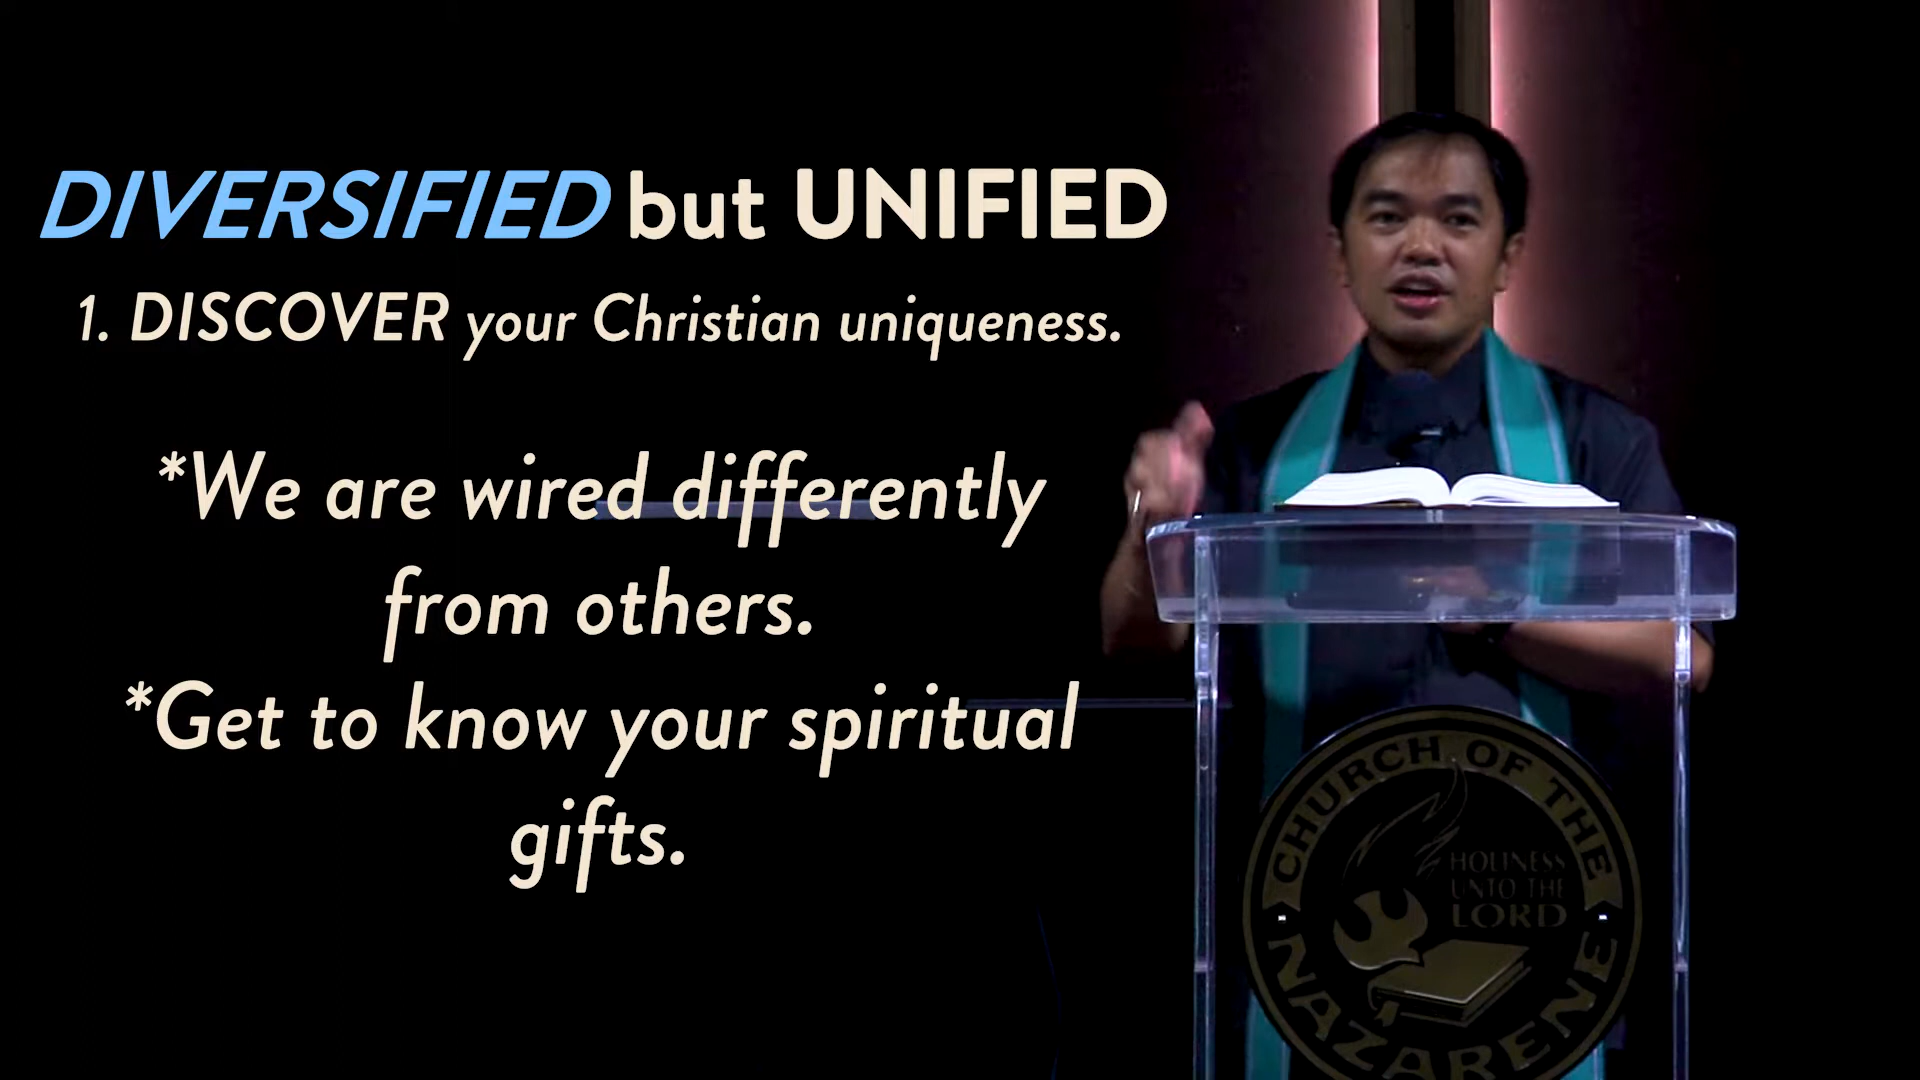 DIVERSIFIED but UNIFIED
1. DISCOVER your Christian uniqueness.
*We are wired differently
from others.
*Get to know your spiritual
gifts.
CHURCH OF THE
HOLINESS
UNTO THE
LORD
NAZARENE